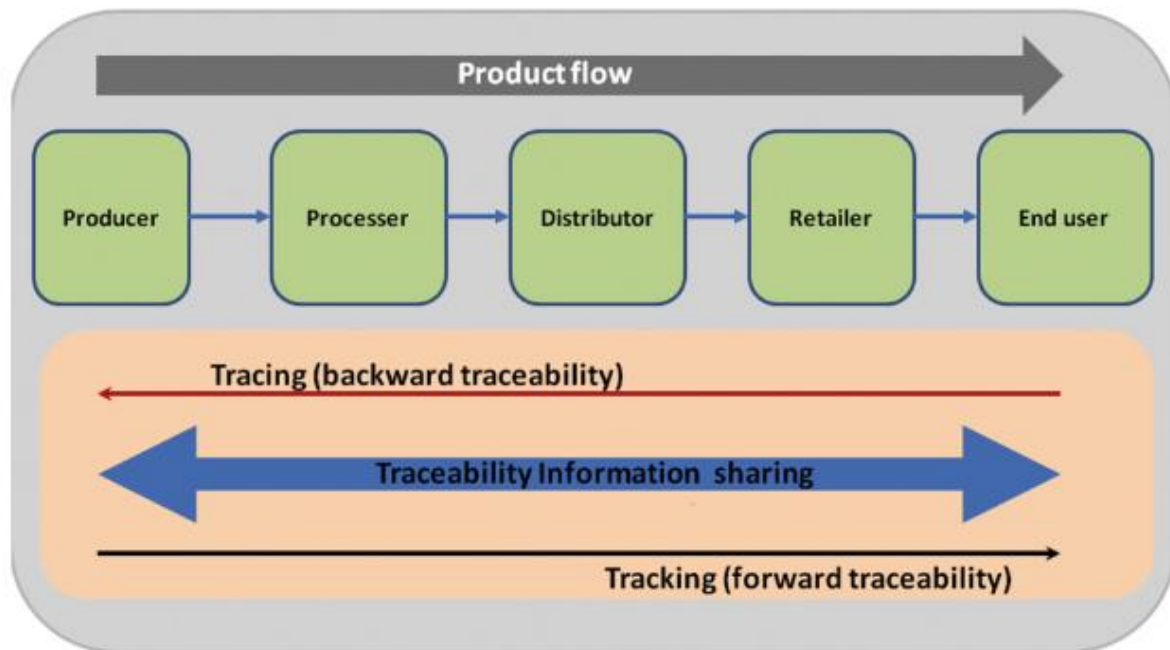 Product flow
Producer
Processer
Distributor
Retailer
End user
Tracing (backward traceability)
Traceability Information sharing
Tracking (forward traceability)